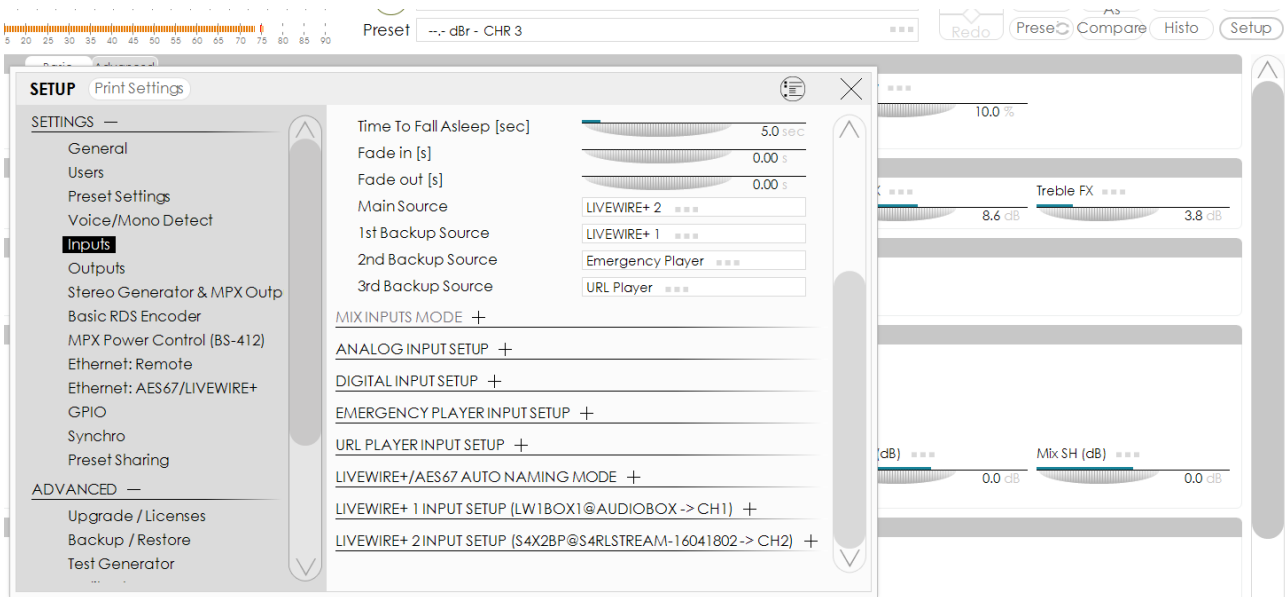 5 20 25 30 35 40 45 50 55 60 65 70 75 80 85 90
Preset --.- dBr - CHR 3
Redo
Compare
Histo
Setup
SETUP Print Settings
10.0 %
SETTINGS
General
Users
Preset Settings
Voice/Mono Detect
Inputs
Outputs
Stereo Generator & MPX Outp
Basic RDS Encoder
MPX Power Control (BS-412)
Ethernet: Remote
Ethernet: AES67/LIVEWIRE+
GPIO
Synchro
Preset Sharing
ADVANCED
Upgrade / Licenses
Backup / Restore
Test Generator
Time To Fall Asleep [sec] 5.0 sec
Fade in [s] 0.00 s
Fade out [s] 0.00 s
Main Source LIVEWIRE+ 2
1st Backup Source LIVEWIRE+ 1
2nd Backup Source Emergency Player
3rd Backup Source URL Player
MIX INPUTS MODE +
ANALOG INPUT SETUP +
DIGITAL INPUT SETUP +
EMERGENCY PLAYER INPUT SETUP +
URL PLAYER INPUT SETUP +
LIVEWIRE+/AES67 AUTO NAMING MODE +
LIVEWIRE+ 1 INPUT SETUP (LW1BOX1@AUDIOBOX -> CH1) +
LIVEWIRE+ 2 INPUT SETUP (S4X2BP@S4RLSTREAM-16041802 -> CH2) +
Treble FX
8.6 dB 3.8 dB
(dB) Mix SH (dB)
0.0 dB 0.0 dB